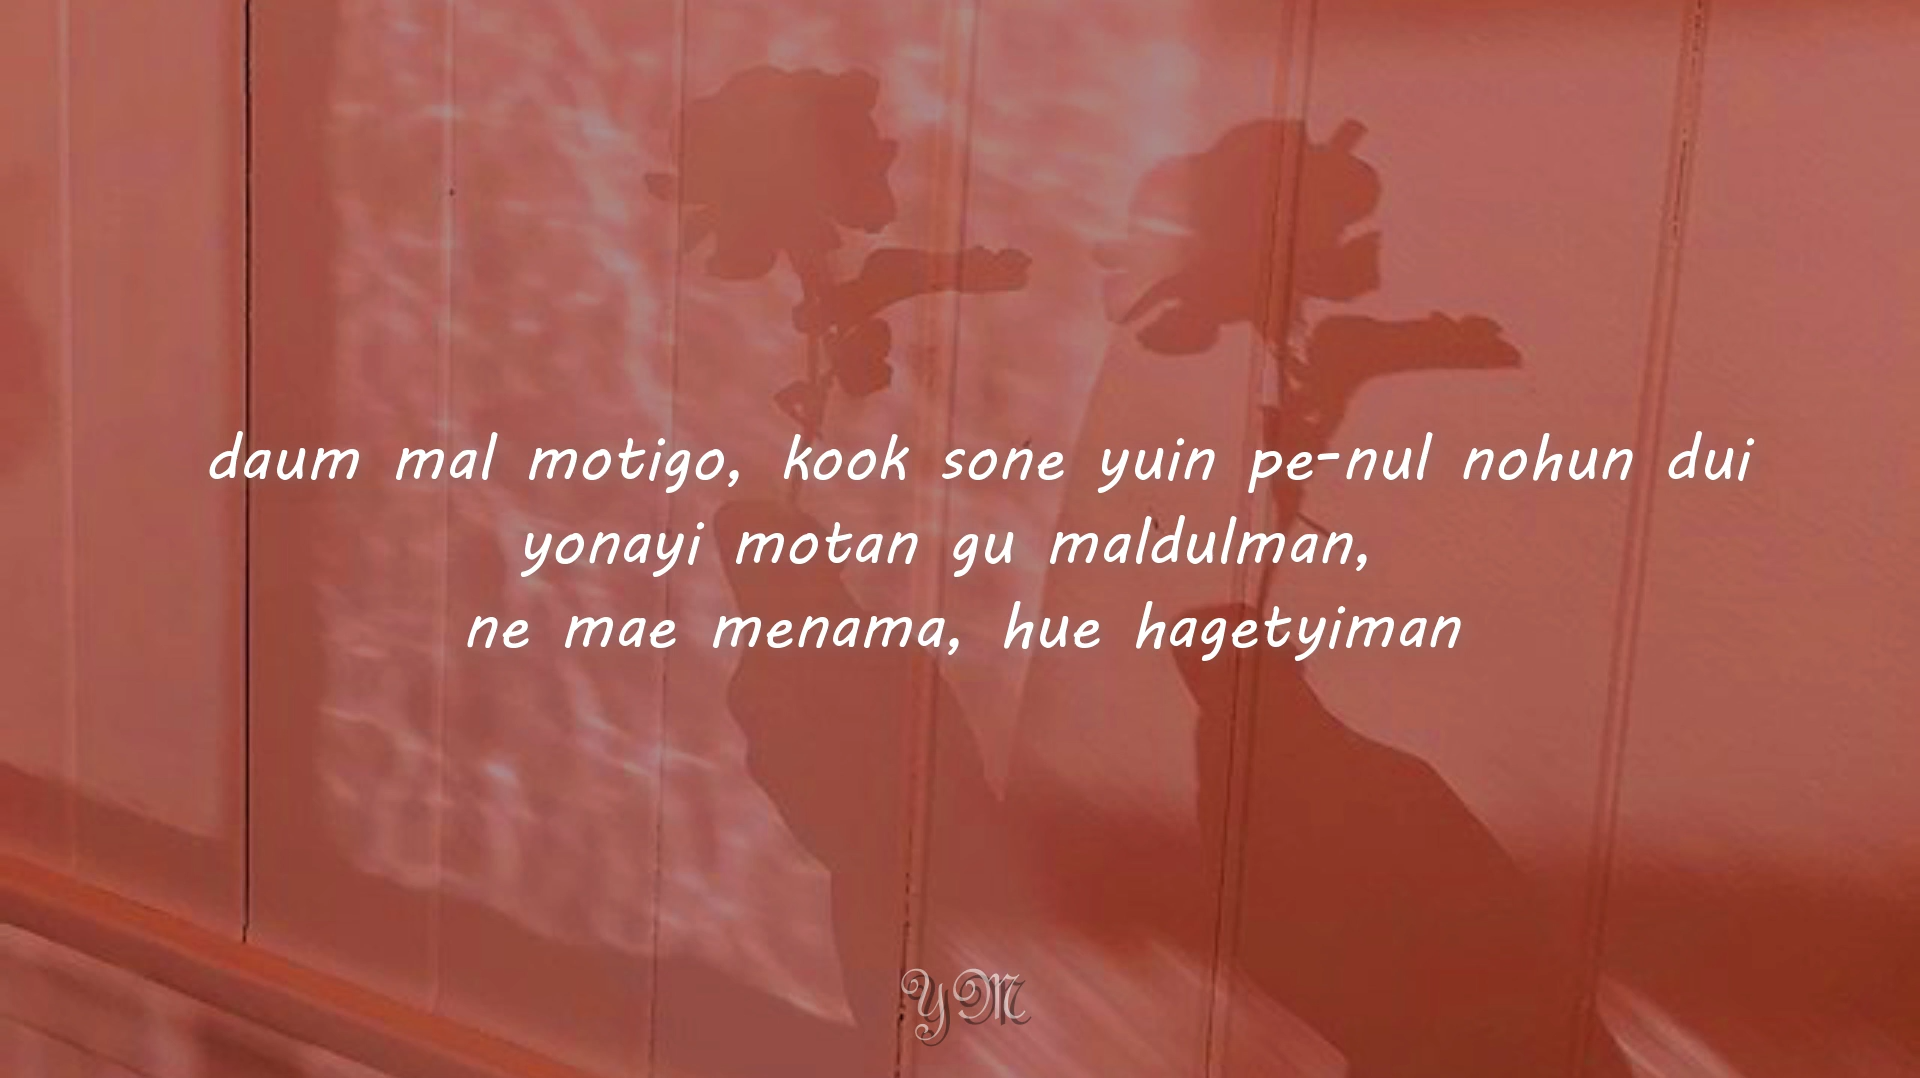 daum mal motigo, kook sone yuin pe-nul nohun dui
yonayi motan gu maldulman,
ne mae menama, hue hagetyiman
YM